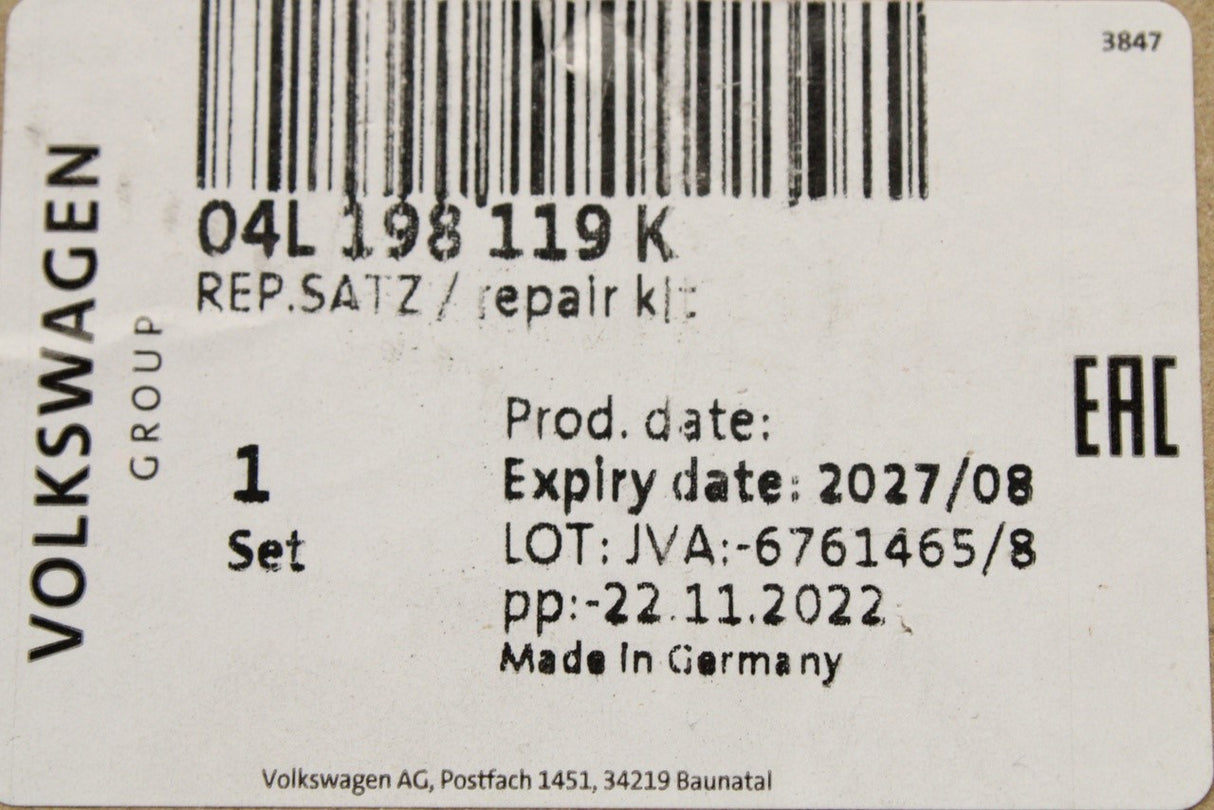 3847
VOLKSWAGEN
GROUP
04L 198 119 K
REP.SATZ / repair kit
EAC
Prod. date:
1
Expiry date: 2027/08
Set
LOT: JVA:-6761465/8
pp:-22.11.2022
Made in Germany
Volkswagen AG, Postfach 1451, 34219 Baunatal